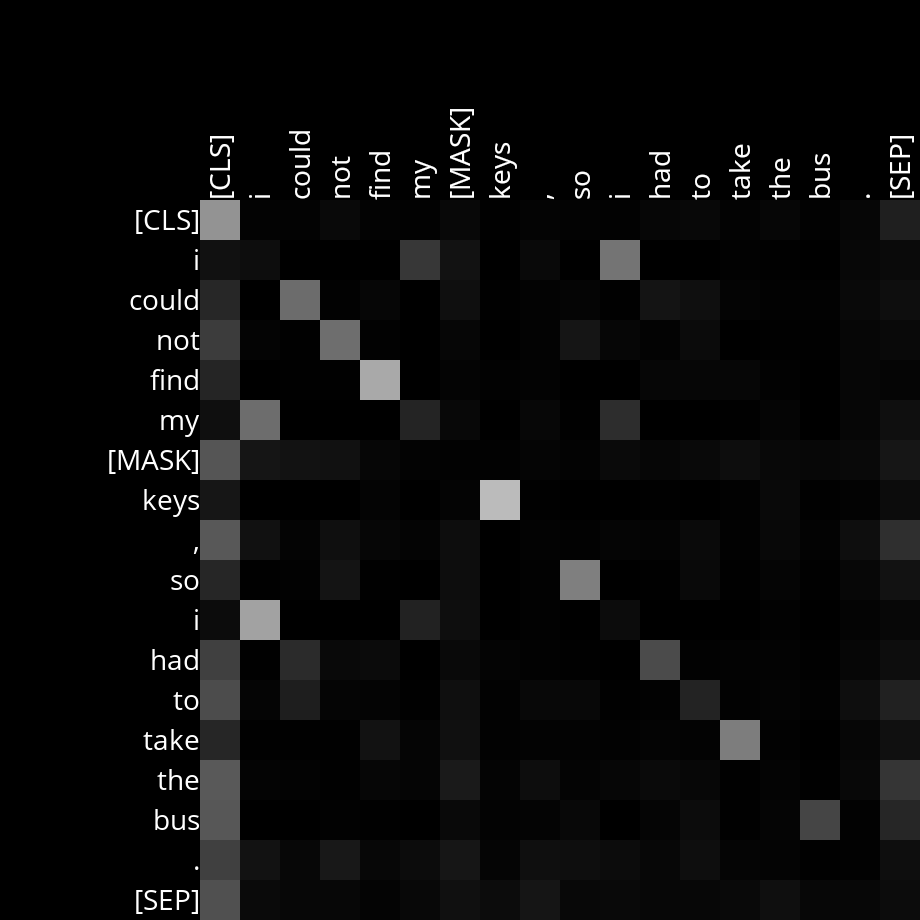 [CLS] i could not find my [MASK] keys , so i had to take the bus . [SEP]
[CLS]
i
could
not
find
my
[MASK]
keys
,
so
i
had
to
take
the
bus
.
[SEP]